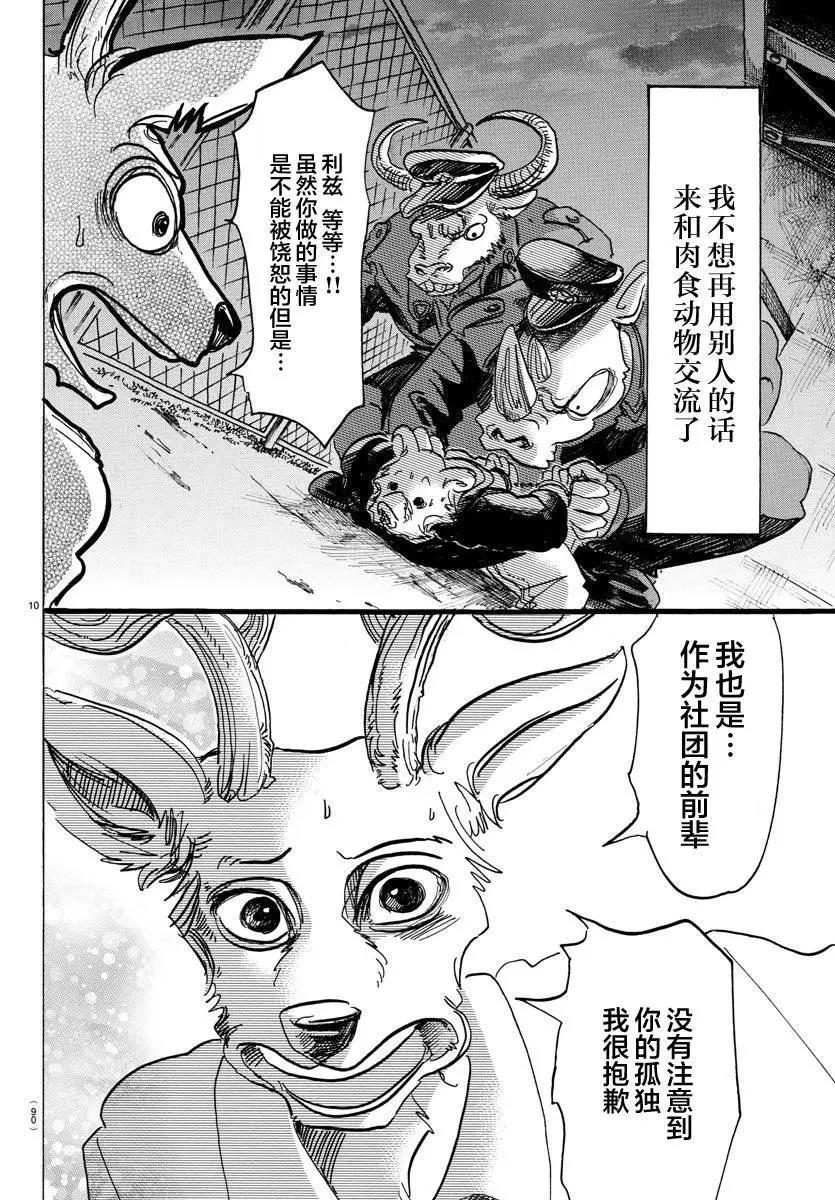 我不想再用别人的话
来和肉食动物交流了
利兹 等等…!!
虽然你做的事情
是不能被饶恕的但是…
10
我也是…
作为社团的前辈
没有注意到
你的孤独
我很抱歉
(90)